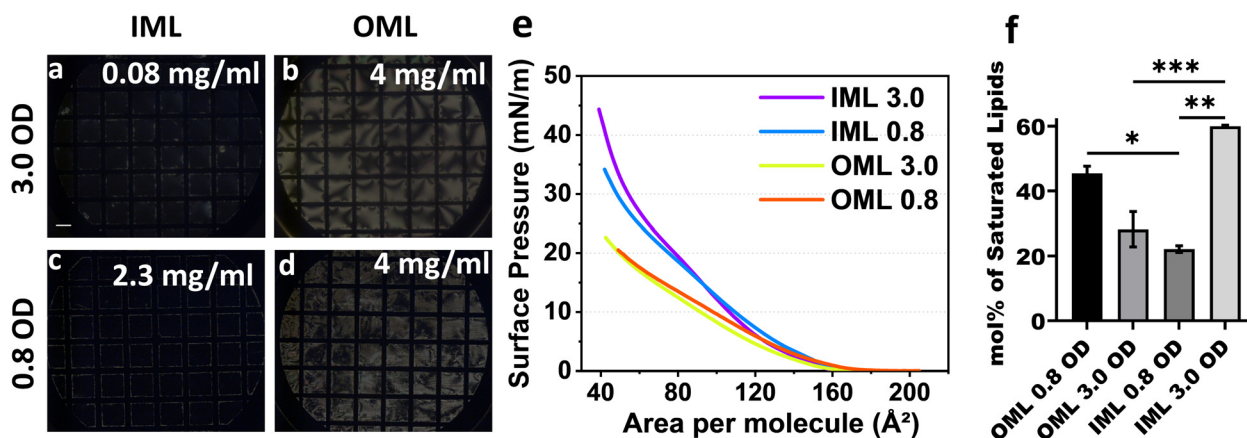 IML
OML
3.0 OD
0.8 OD
a
0.08 mg/ml
b
4 mg/ml
c
2.3 mg/ml
d
4 mg/ml
e
Surface Pressure (mN/m)
50
40
30
20
10
0
40
80
120
160
200
Area per molecule (Å²)
IML 3.0
IML 0.8
OML 3.0
OML 0.8
f
mol% of Saturated Lipids
60
40
20
0
***
**
*
OML 0.8 OD
OML 3.0 OD
IML 0.8 OD
IML 3.0 OD